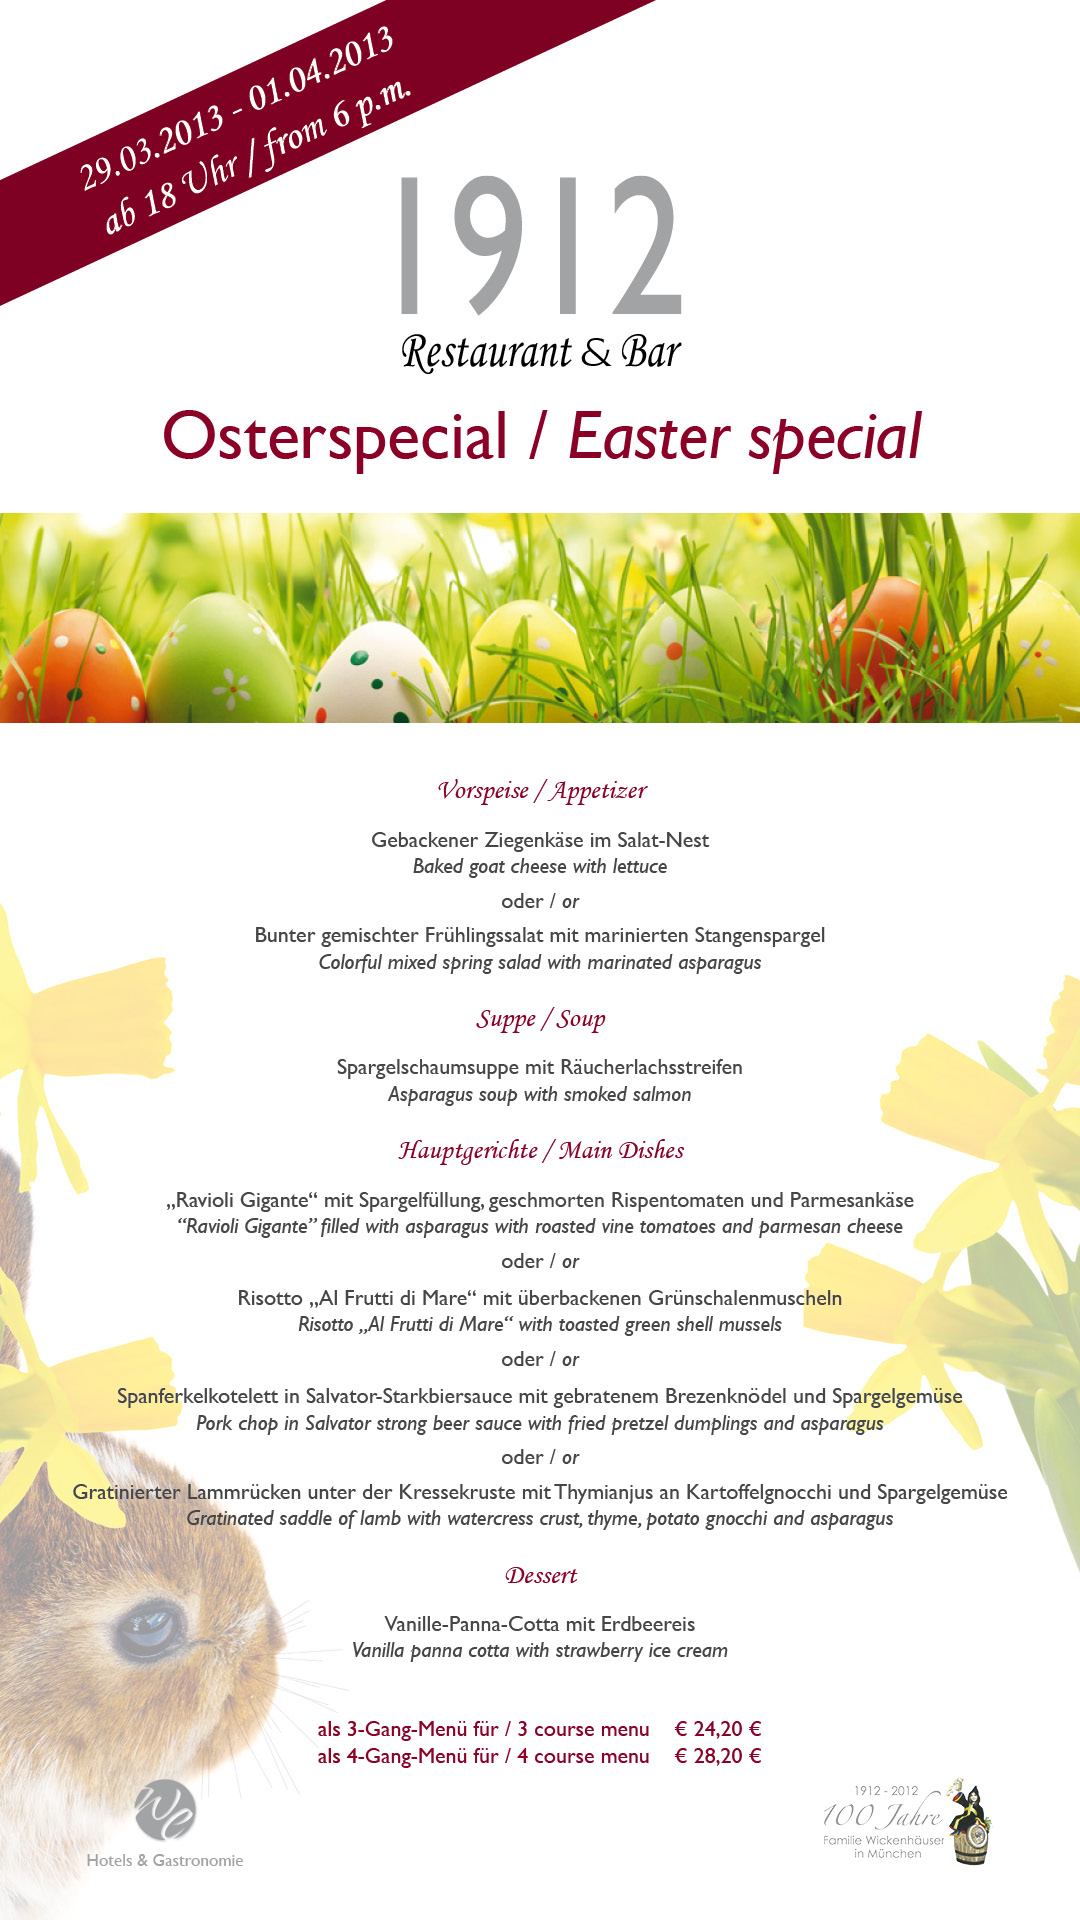 29.03.2013 - 01.04.2013
ab 18 Uhr / from 6 p.m.
1912
Restaurant & Bar
Osterspecial / Easter special
Vorspeise / Appetizer
Gebackener Ziegenkäse im Salat-Nest
Baked goat cheese with lettuce
oder / or
Bunter gemischter Frühlingssalat mit marinierten Stangenspargel
Colorful mixed spring salad with marinated asparagus
Suppe / Soup
Spargelschaumsuppe mit Räucherlachsstreifen
Asparagus soup with smoked salmon
Hauptgerichte / Main Dishes
„Ravioli Gigante“ mit Spargelfüllung, geschmorten Rispentomaten und Parmesankäse
“Ravioli Gigante” filled with asparagus with roasted vine tomatoes and parmesan cheese
oder / or
Risotto „Al Frutti di Mare“ mit überbackenen Grünschalenmuscheln
Risotto „Al Frutti di Mare“ with toasted green shell mussels
oder / or
Spanferkelkotelett in Salvator-Starkbiersauce mit gebratenem Brezenknödel und Spargelgemüse
Pork chop in Salvator strong beer sauce with fried pretzel dumplings and asparagus
oder / or
Gratinierter Lammrücken unter der Kressekruste mit Thymianjus an Kartoffelgnocchi und Spargelgemüse
Gratinated saddle of lamb with watercress crust, thyme, potato gnocchi and asparagus
Dessert
Vanille-Panna-Cotta mit Erdbeereis
Vanilla panna cotta with strawberry ice cream
als 3-Gang-Menü für / 3 course menu € 24,20 €
als 4-Gang-Menü für / 4 course menu € 28,20 €
We
Hotels & Gastronomie
1912 - 2012
100 Jahre
Familie Wickenhäuser
in München